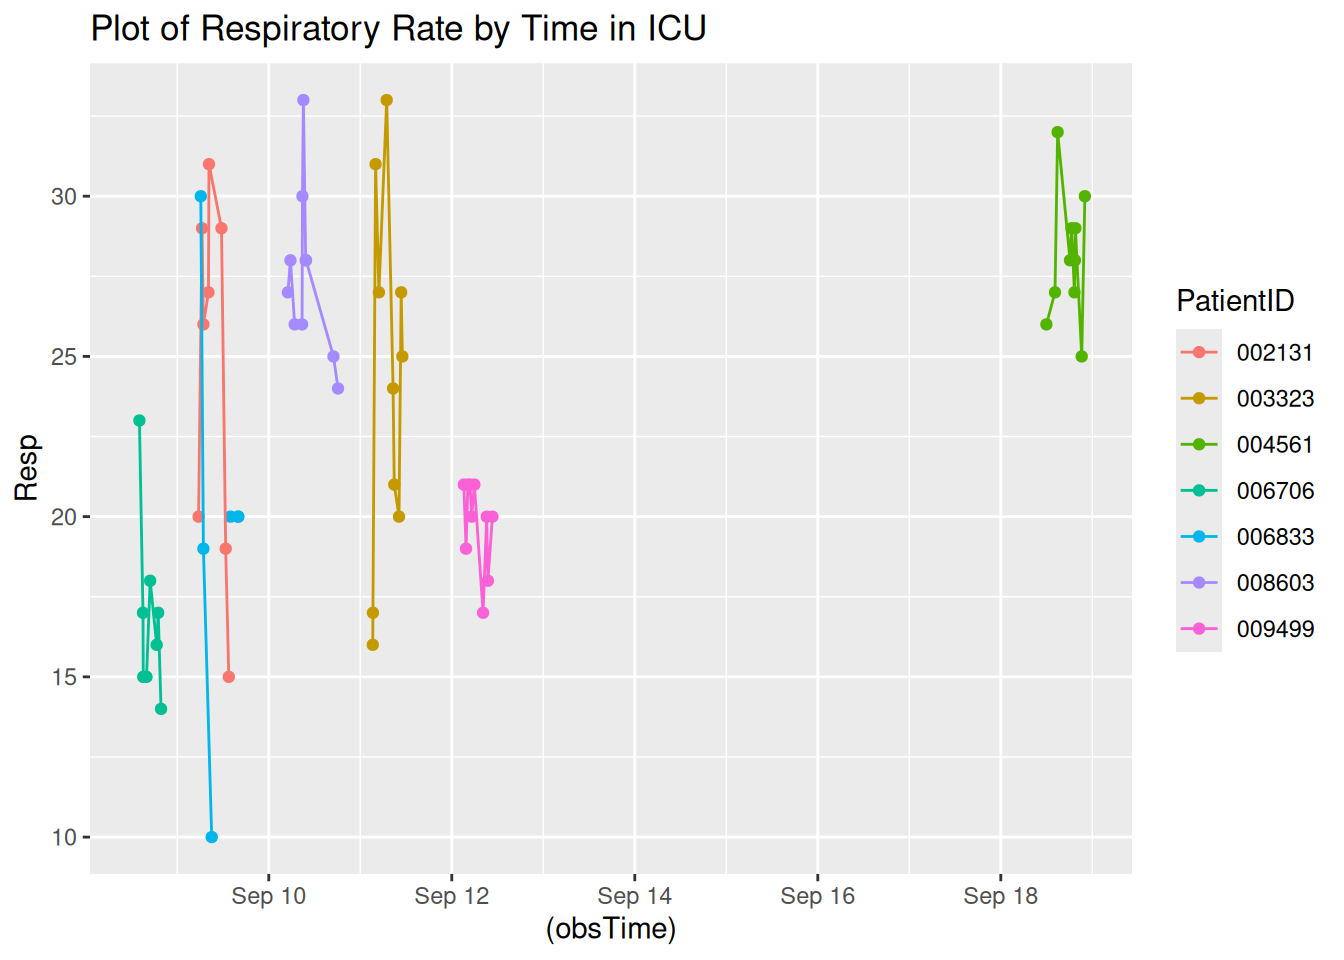 Plot of Respiratory Rate by Time in ICU
Resp
30
25
20
15
10
Sep 10 Sep 12 Sep 14 Sep 16 Sep 18
(obsTime)
PatientID
002131
003323
004561
006706
006833
008603
009499